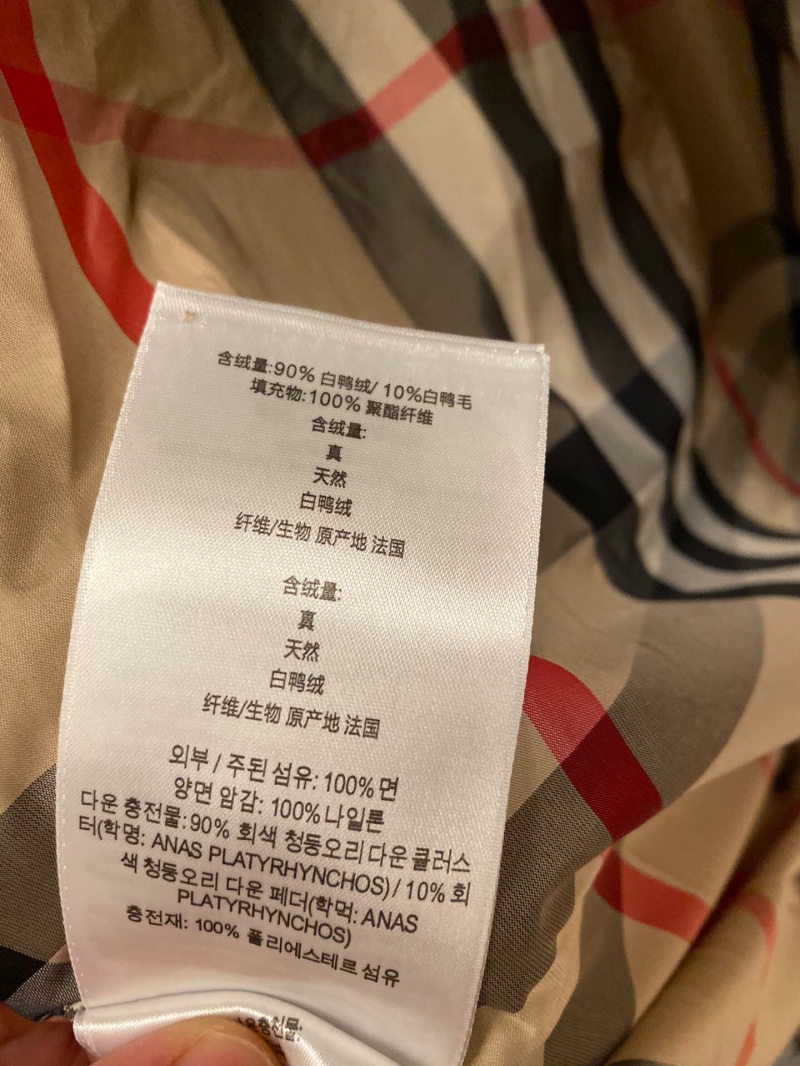 含绒量:90% 白鸭绒/ 10%白鸭毛
填充物:100% 聚酯纤维
含绒量:
真
天然
白鸭绒
纤维/生物 原产地 法国
含绒量:
真
天然
白鸭绒
纤维/生物 原产地 法国
외부 / 주된 섬유: 100% 면
양면 암감: 100% 나일론
다운 충전물:90% 회색 청둥오리 다운 클러스
터(학명: ANAS PLATYRHYNCHOS) / 10% 회
색 청둥오리 다운 페더(학먹: ANAS
PLATYRHYNCHOS)
충전재: 100% 폴리에스테르 섬유